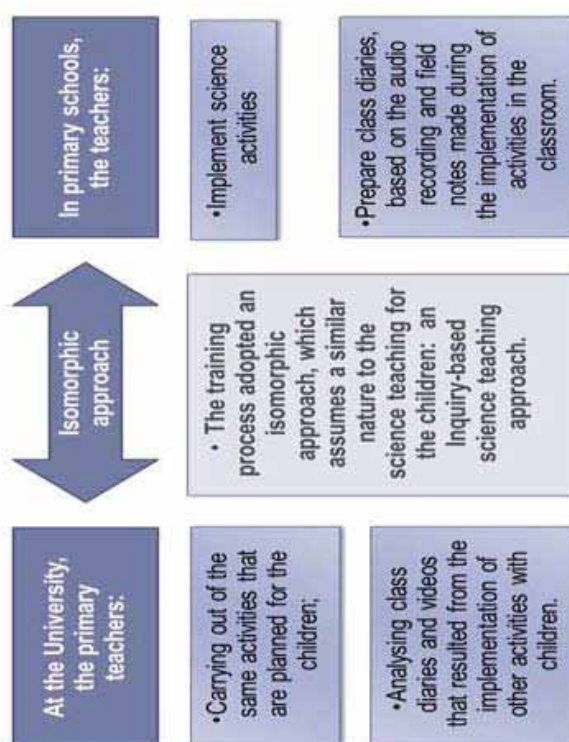 At the University,
the primary
teachers:
Isomorphic
approach
In primary schools,
the teachers:
•Carrying out of the
same activities that
are planned for the
children;
•Analysing class
diaries and videos
that resulted from the
implementation of
other activities with
children.
• The training
process adopted an
isomorphic
approach, which
assumes a similar
nature to the
science teaching for
the children: an
Inquiry-based
science teaching
approach.
•Implement science
activities
•Prepare class diaries,
based on the audio
recording and field
notes made during
the implementation of
activities in the
classroom.